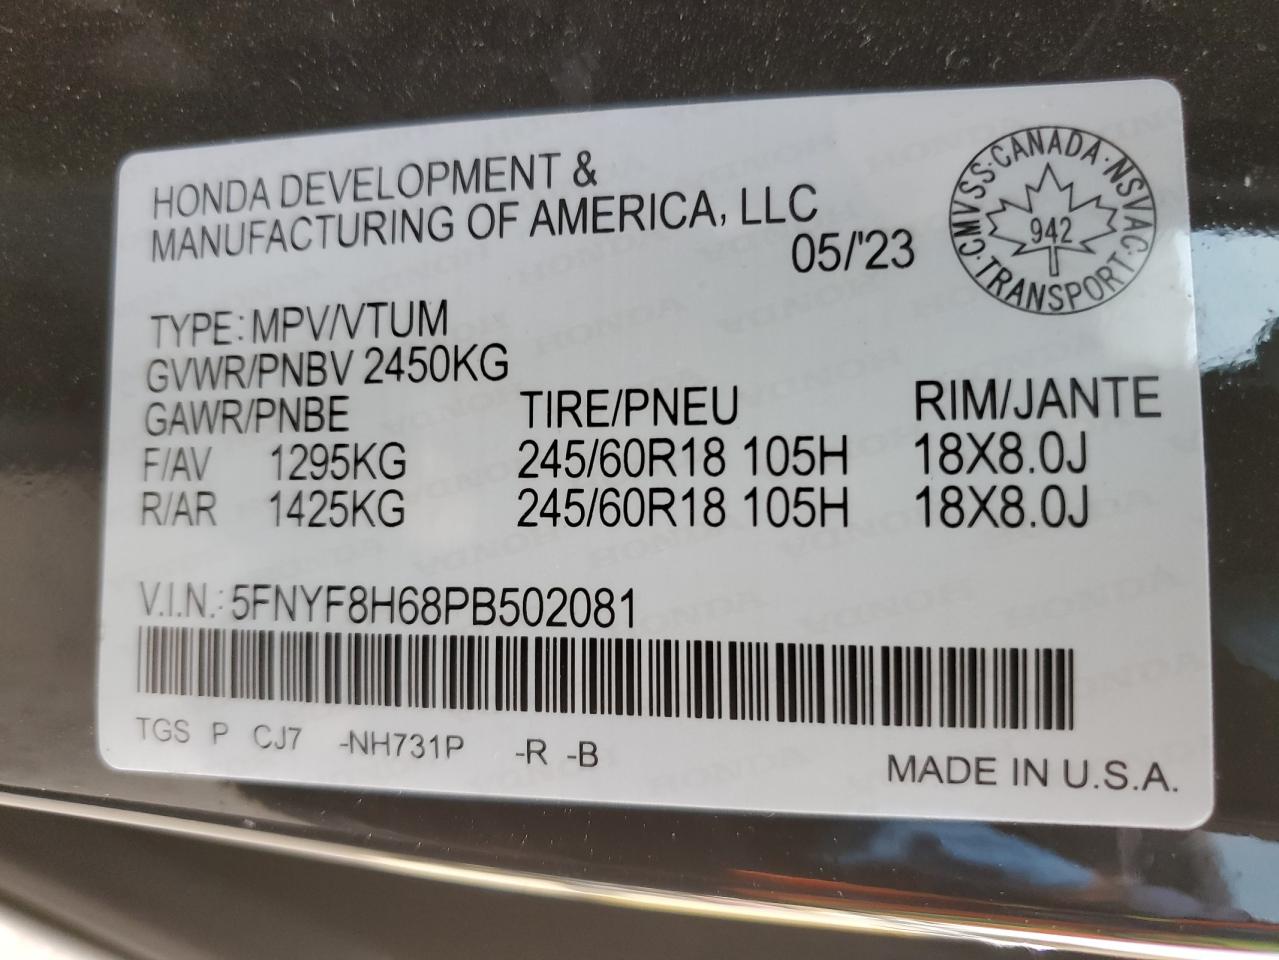 HONDA DEVELOPMENT &
MANUFACTURING OF AMERICA, LLC
05/'23
CMVSS·CANADA·NSVAC·TRANSPORT·
942
TYPE: MPV/VTUM
GVWR/PNBV 2450KG
GAWR/PNBE TIRE/PNEU RIM/JANTE
F/AV 1295KG 245/60R18 105H 18X8.0J
R/AR 1425KG 245/60R18 105H 18X8.0J
V.I.N.: 5FNYF8H68PB502081
TGS P CJ7 -NH731P -R -B
MADE IN U.S.A.